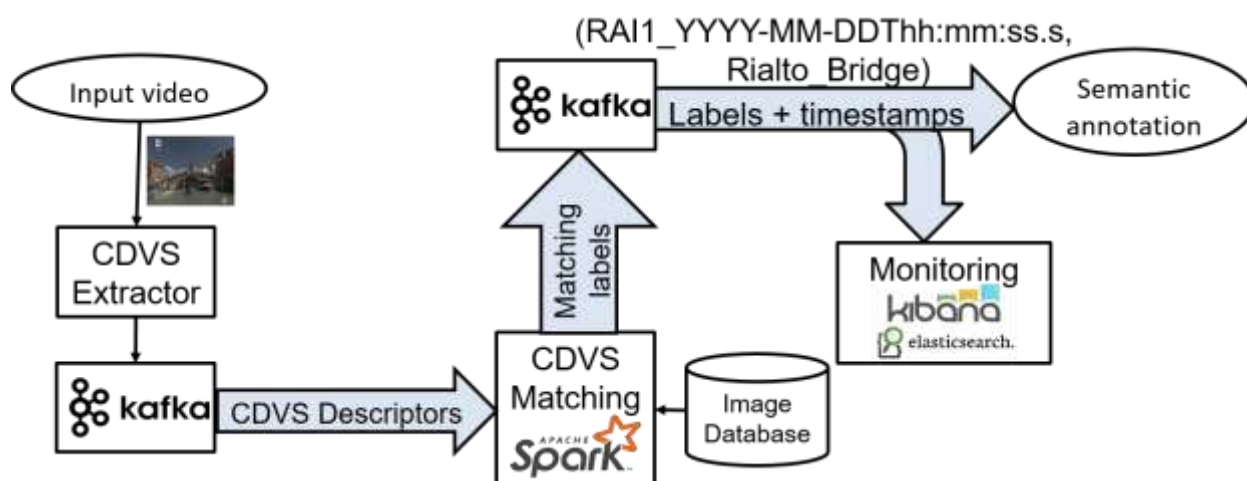 Input video
CDVS
Extractor
kafka
CDVS Descriptors
CDVS
Matching
APACHE
Spark
Image
Database
Matching
labels
kafka
(RAI1_YYYY-MM-DDThh:mm:ss.s,
Rialto_Bridge)
Labels + timestamps
Semantic
annotation
Monitoring
kibana
elasticsearch.